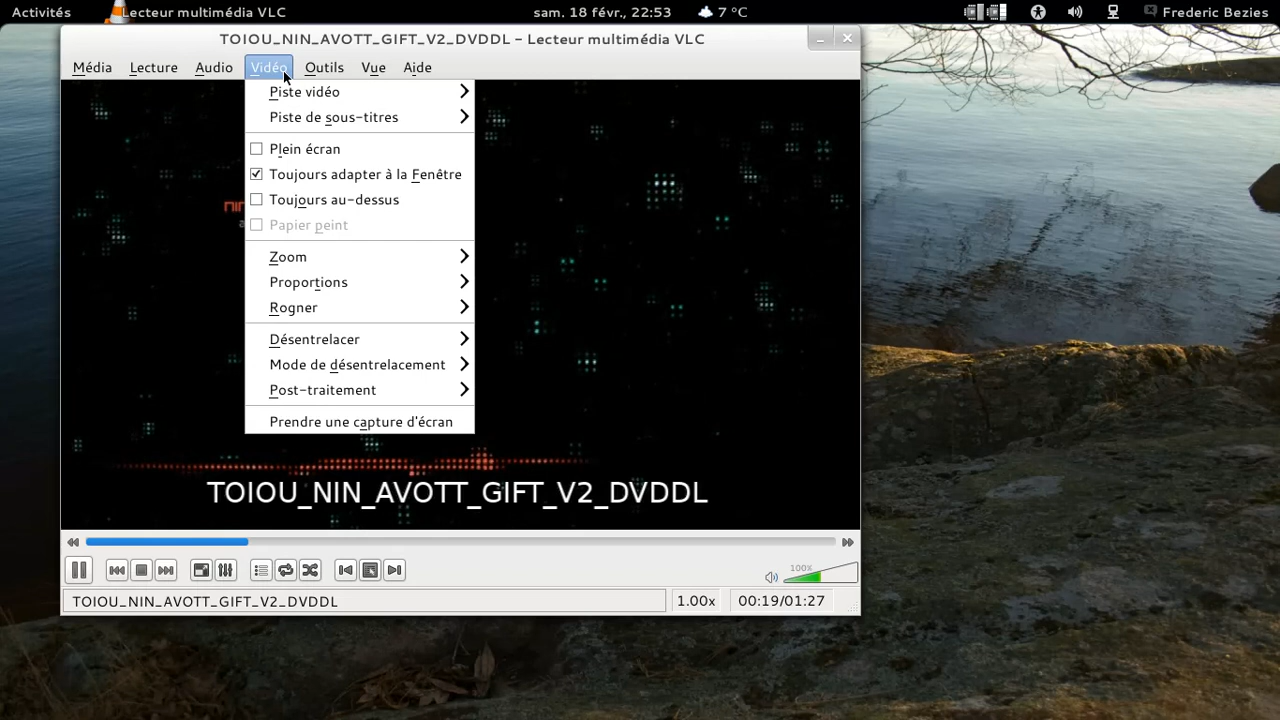 Activités
Lecteur multimédia VLC
sam. 18 févr., 22:53
7 °C
Frederic Bezies
TOIOU_NIN_AVOTT_GIFT_V2_DVDDL – Lecteur multimédia VLC
Média Lecture Audio Vidéo Outils Vue Aide
Piste vidéo
Piste de sous-titres
Plein écran
Toujours adapter à la Fenêtre
Toujours au-dessus
Papier peint
Zoom
Proportions
Rogner
Désentrelacer
Mode de désentrelacement
Post-traitement
Prendre une capture d'écran
TOIOU_NIN_AVOTT_GIFT_V2_DVDDL
100%
TOIOU_NIN_AVOTT_GIFT_V2_DVDDL
1.00x
00:19/01:27